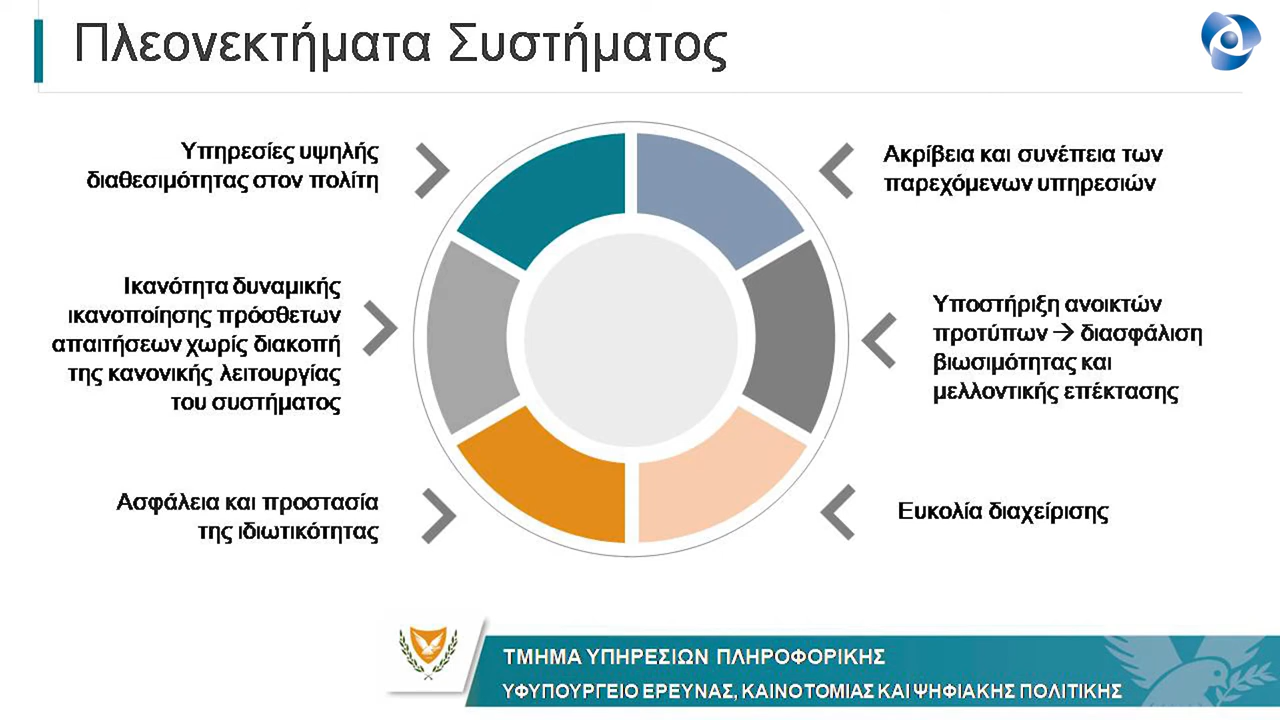 Πλεονεκτήματα Συστήματος
Υπηρεσίες υψηλής
διαθεσιμότητας στον πολίτη
Ικανότητα δυναμικής
ικανοποίησης πρόσθετων
απαιτήσεων χωρίς διακοπή
της κανονικής λειτουργίας
του συστήματος
Ασφάλεια και προστασία
της ιδιωτικότητας
Ακρίβεια και συνέπεια των
παρεχόμενων υπηρεσιών
Υποστήριξη ανοικτών
προτύπων → διασφάλιση
βιωσιμότητας και
μελλοντικής επέκτασης
Ευκολία διαχείρισης
ΤΜΗΜΑ ΥΠΗΡΕΣΙΩΝ ΠΛΗΡΟΦΟΡΙΚΗΣ
ΥΦΥΠΟΥΡΓΕΙΟ ΕΡΕΥΝΑΣ, ΚΑΙΝΟΤΟΜΙΑΣ ΚΑΙ ΨΗΦΙΑΚΗΣ ΠΟΛΙΤΙΚΗΣ